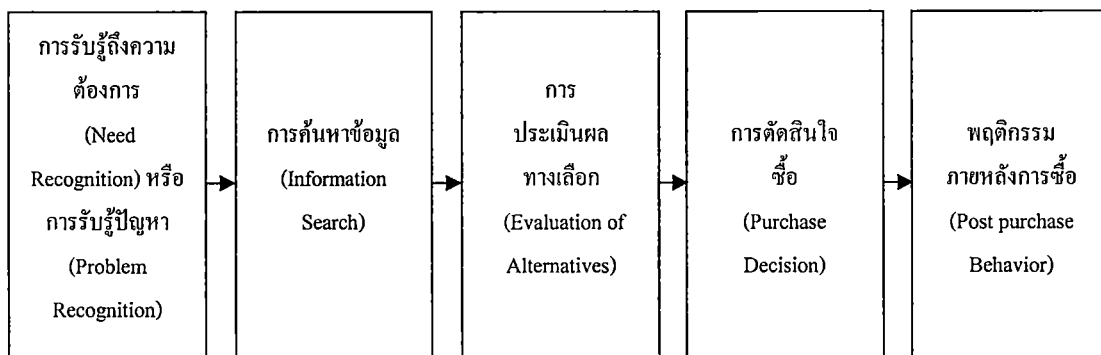 การรับรู้ถึงความ
ต้องการ
(Need
Recognition) หรือ
การรับรู้ปัญหา
(Problem
Recognition)
การค้นหาข้อมูล
(Information
Search)
การ
ประเมินผล
ทางเลือก
(Evaluation of
Alternatives)
การตัดสินใจ
ซื้อ
(Purchase
Decision)
พฤติกรรม
ภายหลังการซื้อ
(Post purchase
Behavior)